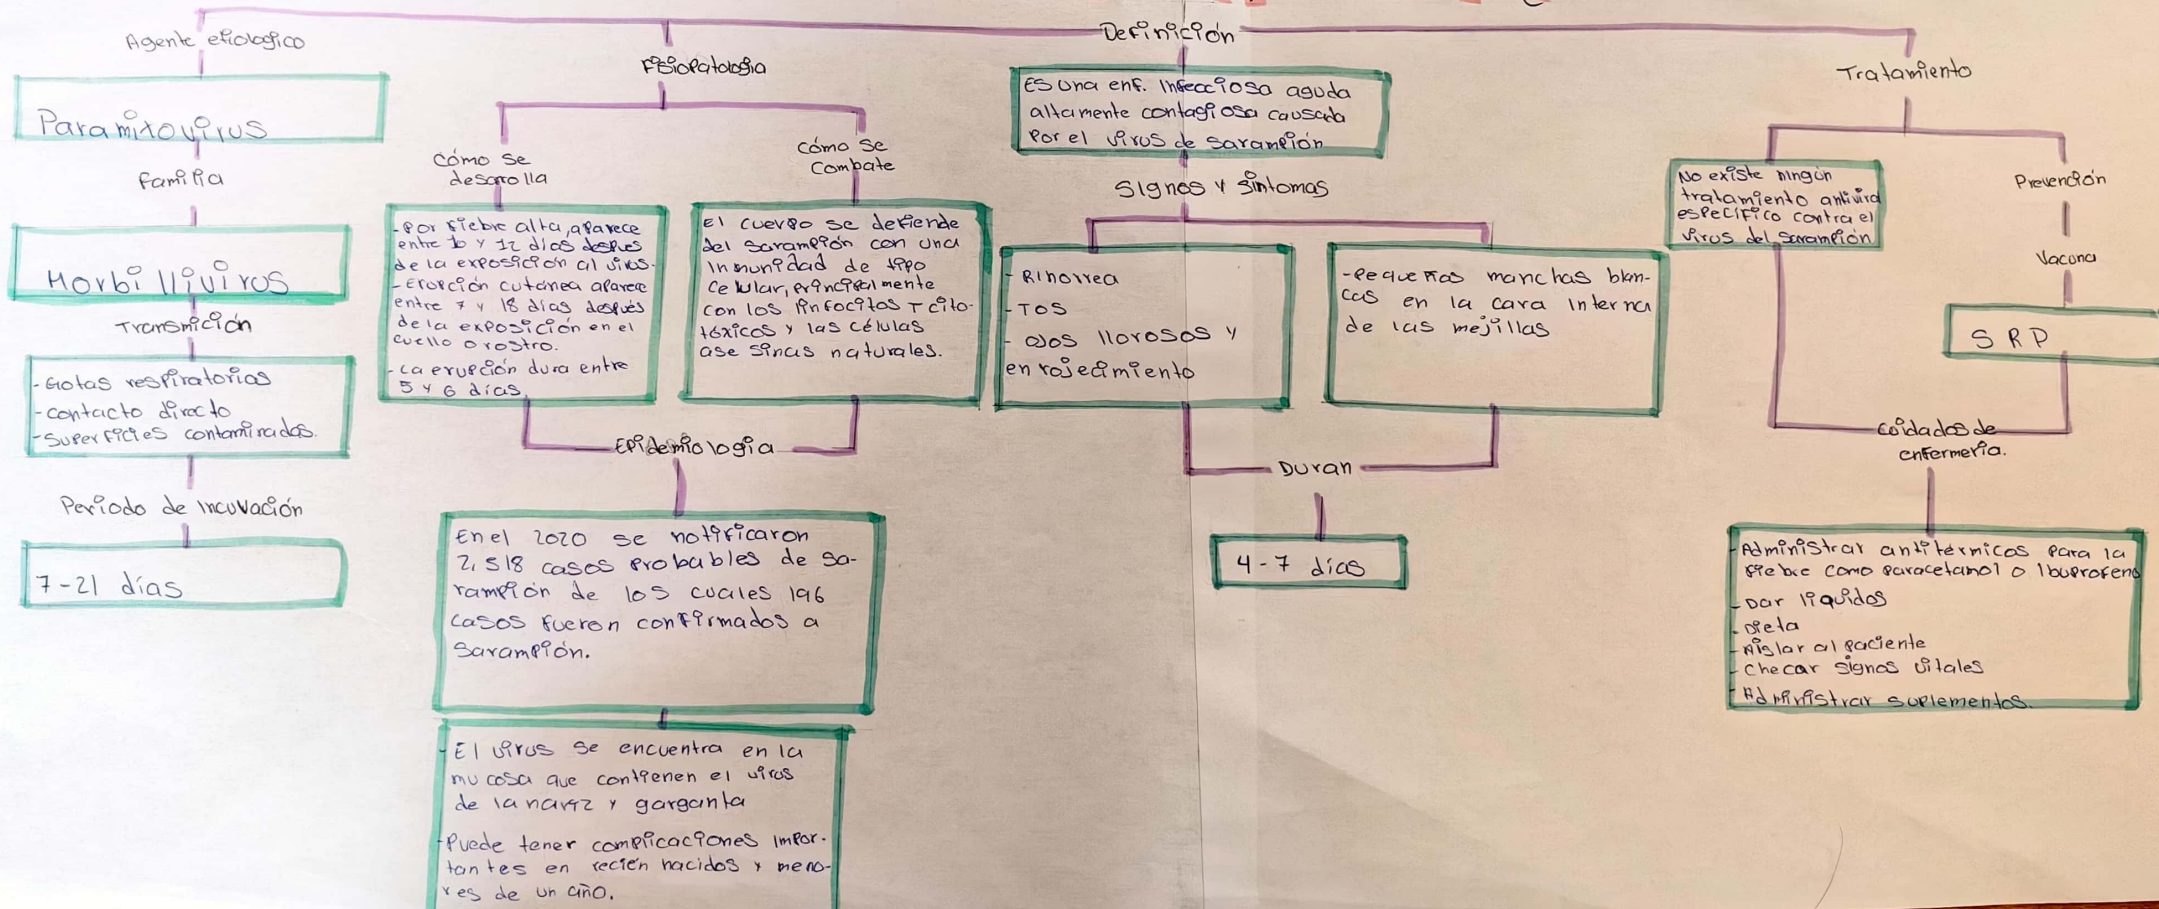 Agente etiologico
Paramixovirus
Familia
Morbillivirus
Transmición
- Gotas respiratorias
- contacto directo
- superficies contaminadas.
Periodo de Incuvación
7-21 días
Fisiopatologia
Cómo se
desarrolla
- Por fiebre alta, aparece
entre 10 y 12 días despues
de la exposición al virus.
- Erupción cutánea aparece
entre 7 y 18 días después
de la exposición en el
cuello o rostro.
- La erupción dura entre
5 y 6 días.
Cómo se
Combate
El cuerpo se defiende
del sarampión con una
inmunidad de tipo
Celular, principalmente
con los linfocitos T cito-
tóxicos y las células
asesinas naturales.
Epidemiologia
En el 2020 se notificaron
2,518 casos probables de sa-
rampión de los cuales 196
casos fueron confirmados a
sarampión.
- El virus se encuentra en la
mucosa que contienen el virus
de la nariz y garganta
- Puede tener complicaciones impor-
tantes en recién nacidos y meno-
res de un año.
Definición
Es una enf. infecciosa aguda
altamente contagiosa causada
por el virus de sarampión
Signos y síntomas
- Rinorrea
- Tos
- Ojos llorosos y
enrojecimiento
- Pequeñas manchas blan-
cas en la cara interna
de las mejillas
Duran
4-7 días
Tratamiento
No existe ningún
tratamiento antiviral
específico contra el
virus del sarampión
Prevención
Vacuna
SRP
Cuidados de
enfermería.
- Administrar antitérmicos para la
fiebre como paracetamol o Ibuprofeno
- Dar líquidos
- Dieta
- Aislar al paciente
- Checar signos vitales
- Administrar suplementos.